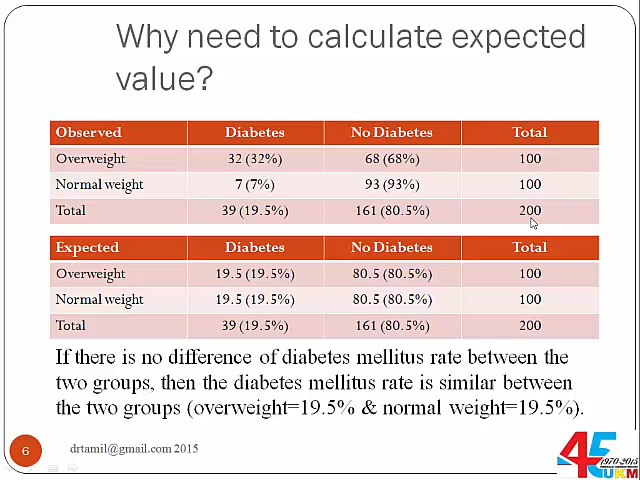 Why need to calculate expected
value?
Observed Diabetes No Diabetes Total
Overweight 32 (32%) 68 (68%) 100
Normal weight 7 (7%) 93 (93%) 100
Total 39 (19.5%) 161 (80.5%) 200
Expected Diabetes No Diabetes Total
Overweight 19.5 (19.5%) 80.5 (80.5%) 100
Normal weight 19.5 (19.5%) 80.5 (80.5%) 100
Total 39 (19.5%) 161 (80.5%) 200
If there is no difference of diabetes mellitus rate between the
two groups, then the diabetes mellitus rate is similar between
the two groups (overweight=19.5% & normal weight=19.5%).
6 drtamil@gmail.com 2015
45
1970-2015
UKM